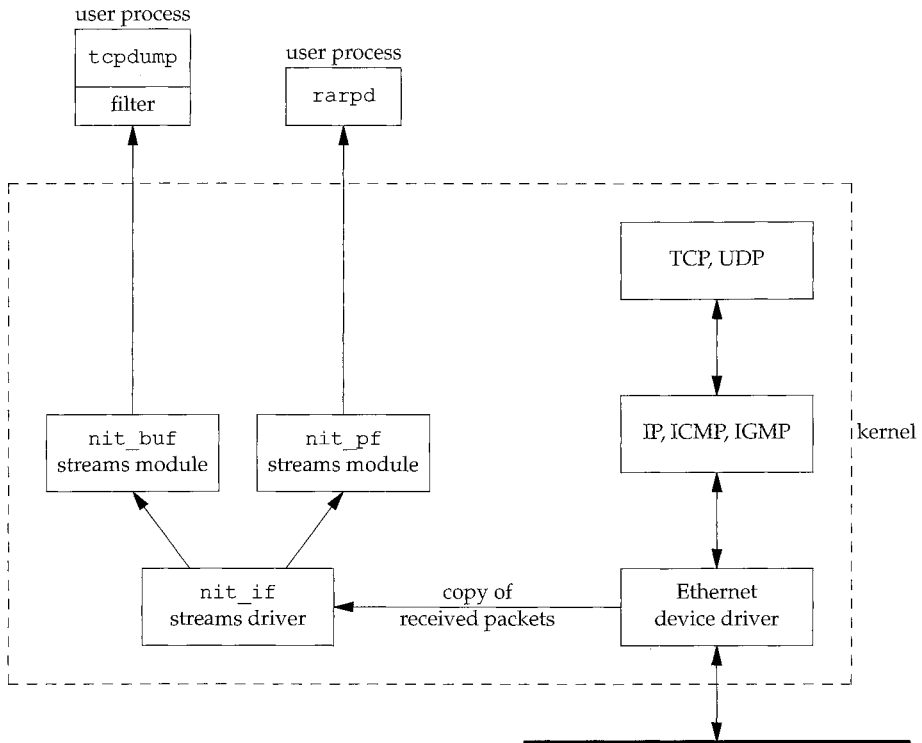 user process
tcpdump
filter
user process
rarpd
TCP, UDP
nit_buf
streams module
nit_pf
streams module
IP, ICMP, IGMP
kernel
nit_if
streams driver
copy of
received packets
Ethernet
device driver